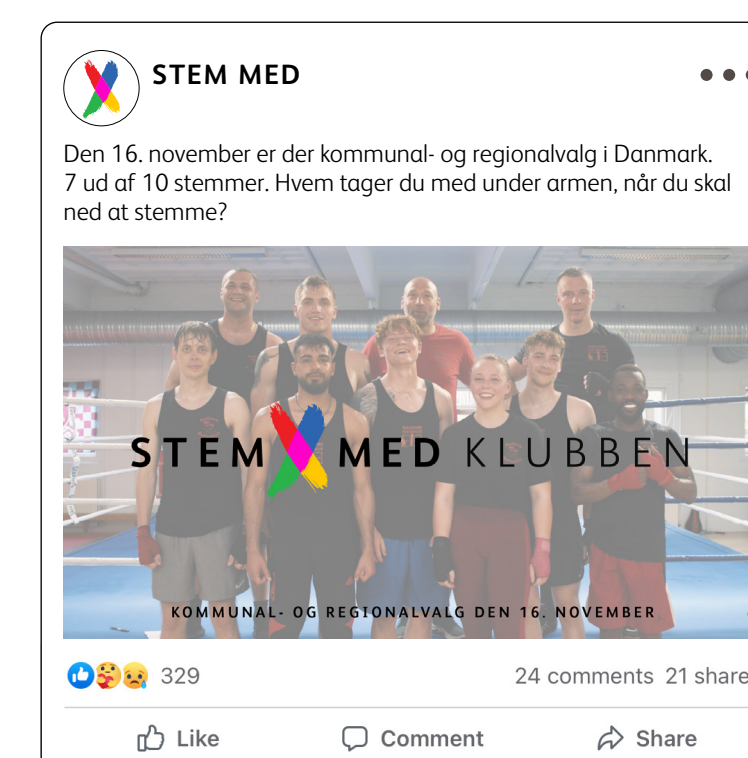 STEM MED
Den 16. november er der kommunal- og regionalvalg i Danmark.
7 ud af 10 stemmer. Hvem tager du med under armen, når du skal
ned at stemme?
STEM MED KLUBBEN
KOMMUNAL- OG REGIONALVALG DEN 16. NOVEMBER
329
24 comments 21 share
Like
Comment
Share